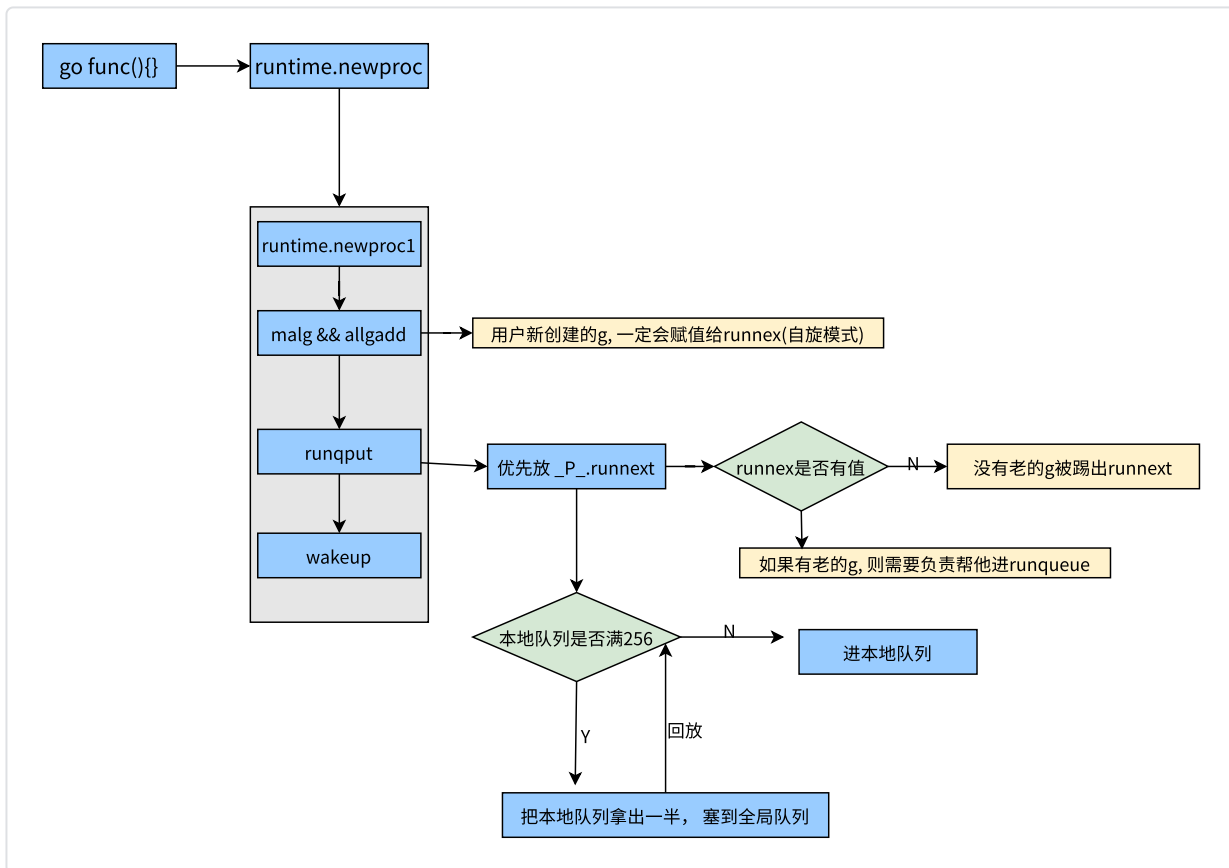 go func(){}
runtime.newproc
runtime.newproc1
malg && allgadd
用户新创建的g, 一定会赋值给runnex(自旋模式)
runqput
优先放 _P_.runnext
runnex是否有值
N
没有老的g被踢出runnext
wakeup
如果有老的g, 则需要负责帮他进runqueue
本地队列是否满256
N
进本地队列
Y
回放
把本地队列拿出一半， 塞到全局队列